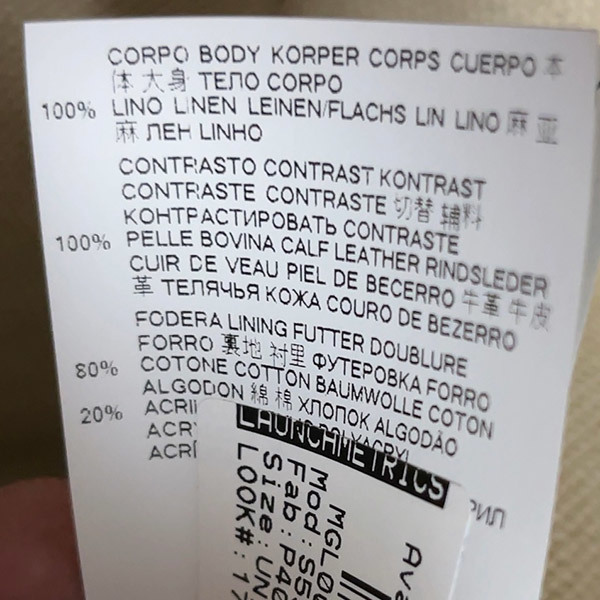 CORPO BODY KORPER CORPS CUERPO 本
体 大身 ТЕЛО CORPO
100% LINO LINEN LEINEN/FLACHS LIN LINO 麻 亚
麻 ЛЕН LINHO
CONTRASTO CONTRAST KONTRAST
CONTRASTE CONTRASTE 切替 辅料
КОНТРАСТИРОВАТЬ CONTRASTE
100% PELLE BOVINA CALF LEATHER RINDSLEDER
CUIR DE VEAU PIEL DE BECERRO 牛革 牛皮
革 ТЕЛЯЧЬЯ КОЖА COURO DE BEZERRO
FODERA LINING FUTTER DOUBLURE
FORRO 裏地 衬里 ФУТЕРОВКА FORRO
80% COTONE COTTON BAUMWOLLE COTON
ALGODON 綿 棉 ХЛОПОК ALGODÃO
20%
LAUNCHMETRICS
Mod:
Fab:
Size:
LOOK#: